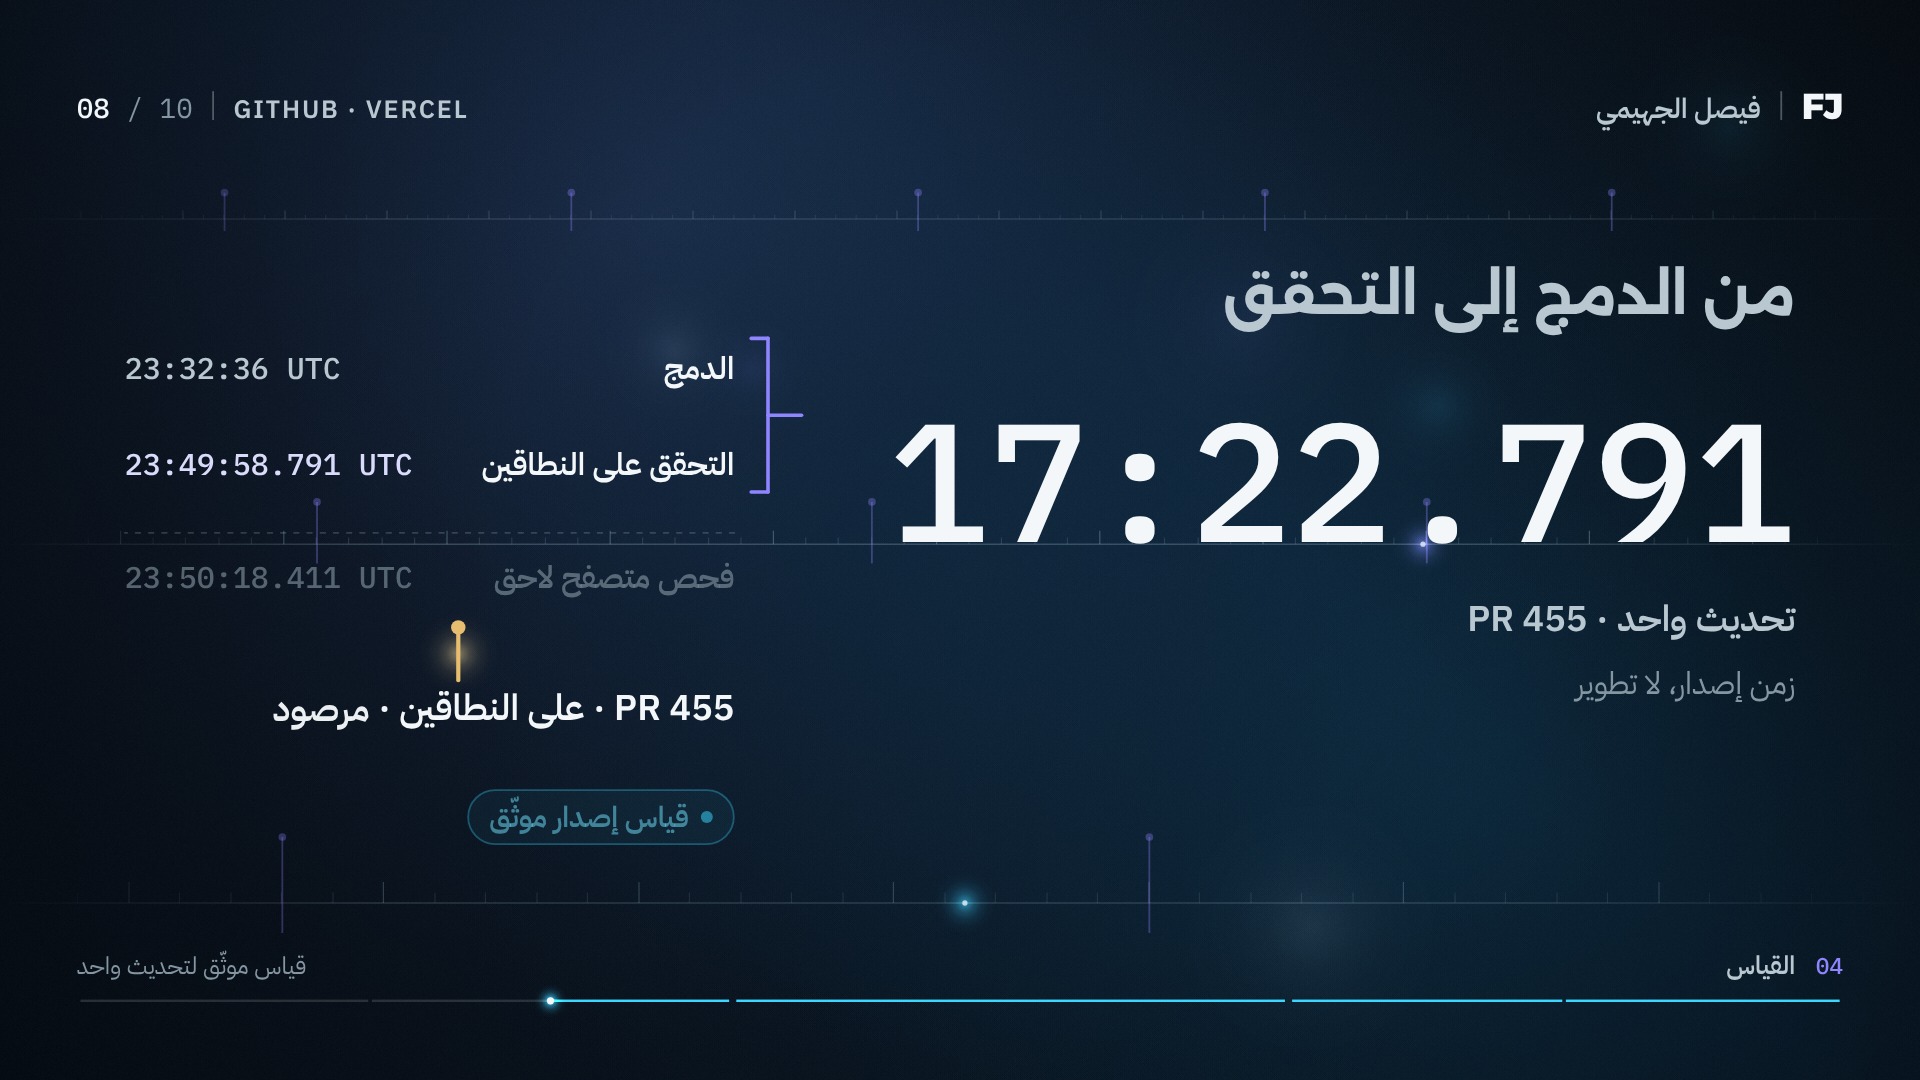 FJ | فيصل الجهيمي
08 / 10 | GITHUB · VERCEL
من الدمج إلى التحقق
17:22.791
تحديث واحد · PR 455
زمن إصدار، لا تطوير
الدمج 23:32:36 UTC
التحقق على النطاقين 23:49:58.791 UTC
فحص متصفح لاحق 23:50:18.411 UTC
PR 455 · على النطاقين · مرصود
قياس إصدار موثّق
04 القياس
قياس موثّق لتحديث واحد